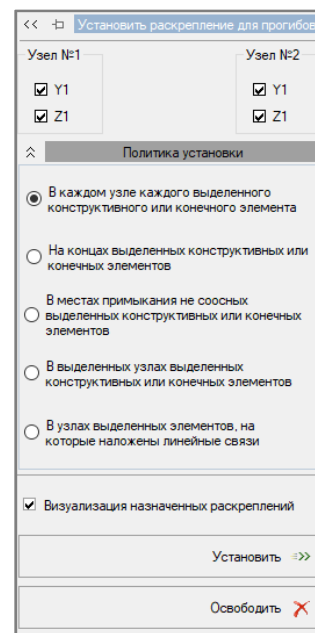 << Установить раскрепление для прогибов
Узел №1 Узел №2
Y1 Y1
Z1 Z1
Политика установки
В каждом узле каждого выделенного
конструктивного или конечного элемента
На концах выделенных конструктивных или
конечных элементов
В местах примыкания не соосных
выделенных конструктивных или конечных
элементов
В выделенных узлах выделенных
конструктивных или конечных элементов
В узлах выделенных элементов, на
которые наложены линейные связи
Визуализация назначенных раскреплений
Установить
Освободить